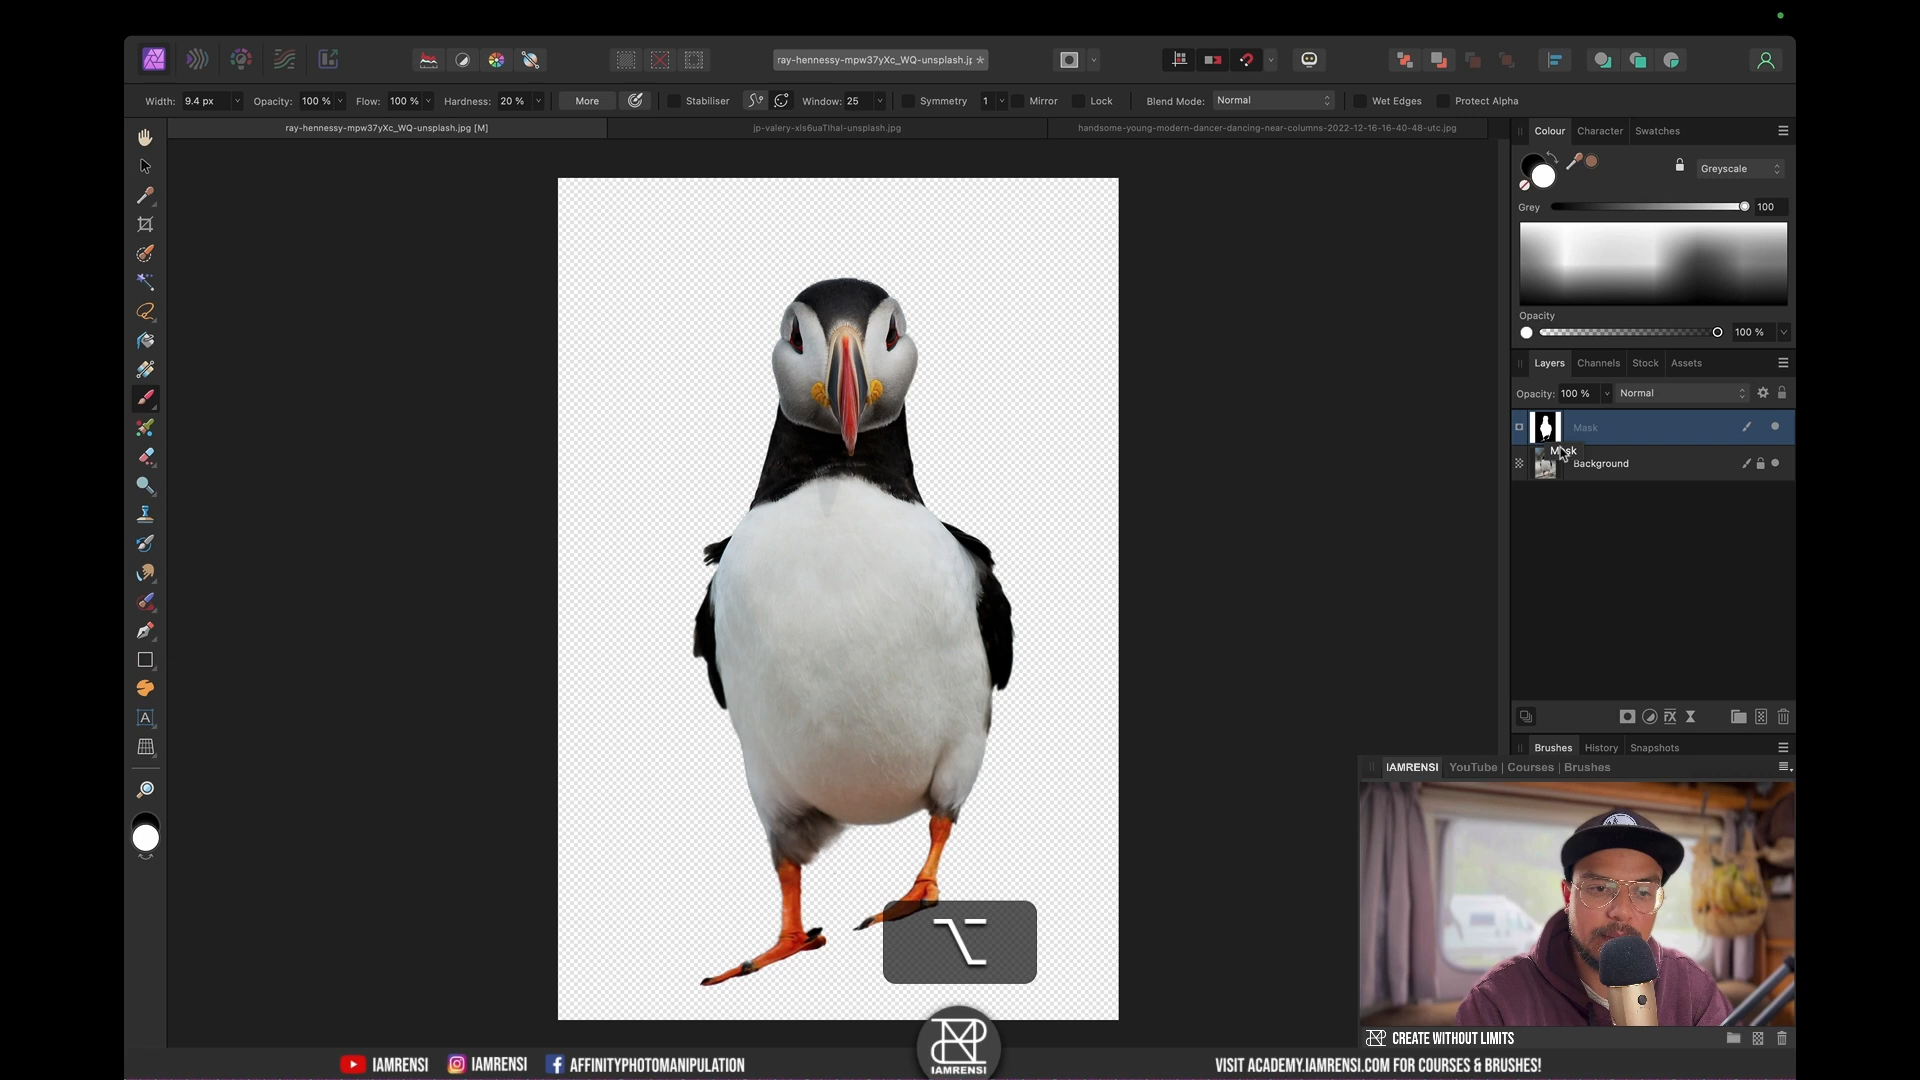 ray-hennessy-mpw37yXc_WQ-unsplash.jp *
Width: 9.4 px Opacity: 100 % Flow: 100 % Hardness: 20 % More Stabiliser Window: 25 Symmetry 1 Mirror Lock Blend Mode: Normal Wet Edges Protect Alpha
ray-hennessy-mpw37yXc_WQ-unsplash.jpg [M] jp-valery-xls6uaTlhaI-unsplash.jpg handsome-young-modern-dancer-dancing-near-columns-2022-12-16-16-40-48-utc.jpg
Colour Character Swatches
Greyscale
Grey 100
Opacity
100 %
Layers Channels Stock Assets
Opacity: 100 % Normal
Mask
Mask
Background
Brushes History Snapshots
IAMRENSI YouTube | Courses | Brushes
A
⌥
CREATE WITHOUT LIMITS
IAMRENSI IAMRENSI AFFINITYPHOTOMANIPULATION
IAMRENSI
VISIT ACADEMY.IAMRENSI.COM FOR COURSES & BRUSHES!